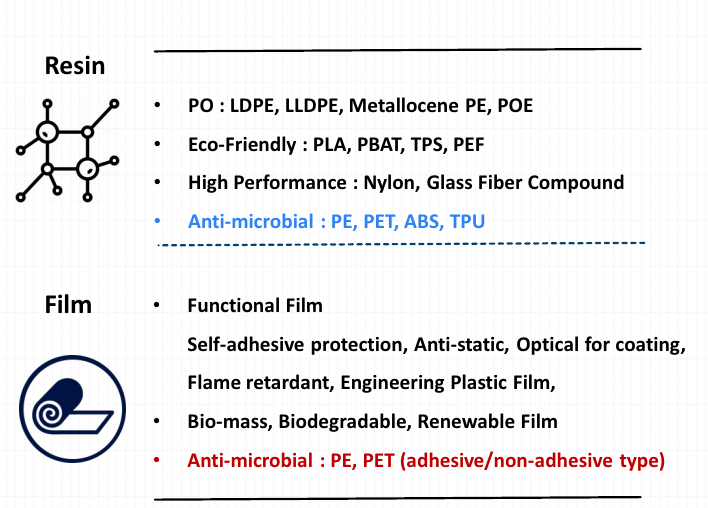 Resin
• PO : LDPE, LLDPE, Metallocene PE, POE
• Eco-Friendly : PLA, PBAT, TPS, PEF
• High Performance : Nylon, Glass Fiber Compound
• Anti-microbial : PE, PET, ABS, TPU
Film
• Functional Film
Self-adhesive protection, Anti-static, Optical for coating,
Flame retardant, Engineering Plastic Film,
• Bio-mass, Biodegradable, Renewable Film
• Anti-microbial : PE, PET (adhesive/non-adhesive type)